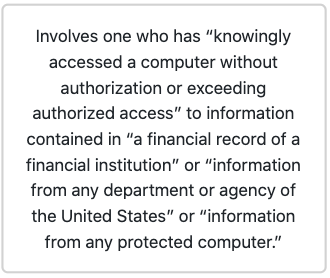 Involves one who has “knowingly
accessed a computer without
authorization or exceeding
authorized access” to information
contained in “a financial record of a
financial institution” or “information
from any department or agency of
the United States” or “information
from any protected computer.”